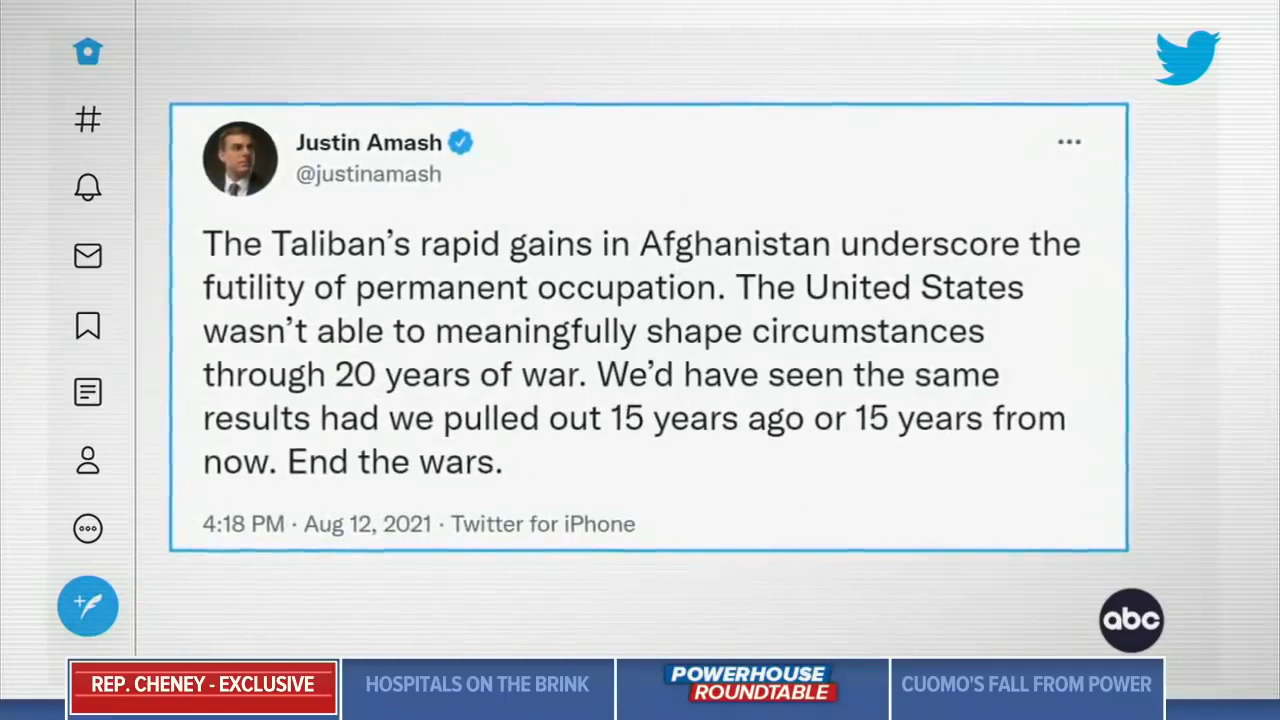 Justin Amash
@justinamash
The Taliban’s rapid gains in Afghanistan underscore the
futility of permanent occupation. The United States
wasn’t able to meaningfully shape circumstances
through 20 years of war. We’d have seen the same
results had we pulled out 15 years ago or 15 years from
now. End the wars.
4:18 PM · Aug 12, 2021 · Twitter for iPhone
abc
REP. CHENEY - EXCLUSIVE
HOSPITALS ON THE BRINK
POWERHOUSE
ROUNDTABLE
CUOMO'S FALL FROM POWER